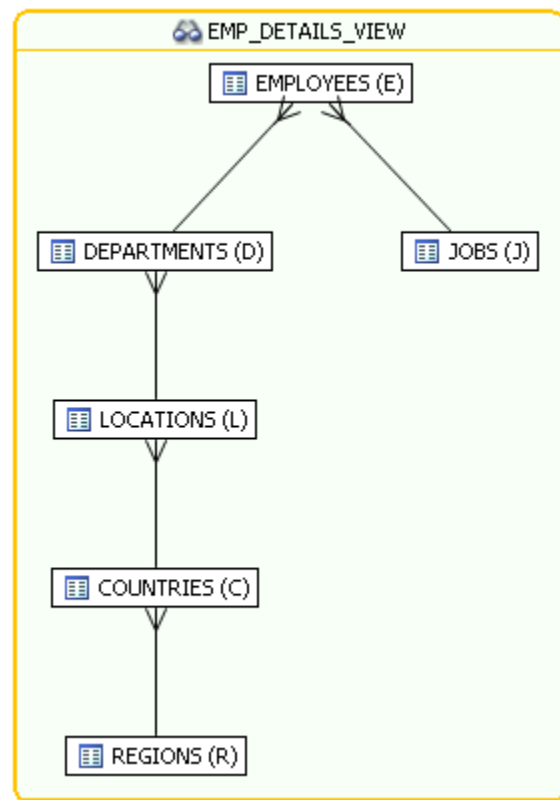 EMP_DETAILS_VIEW
EMPLOYEES (E)
DEPARTMENTS (D)
JOBS (J)
LOCATIONS (L)
COUNTRIES (C)
REGIONS (R)